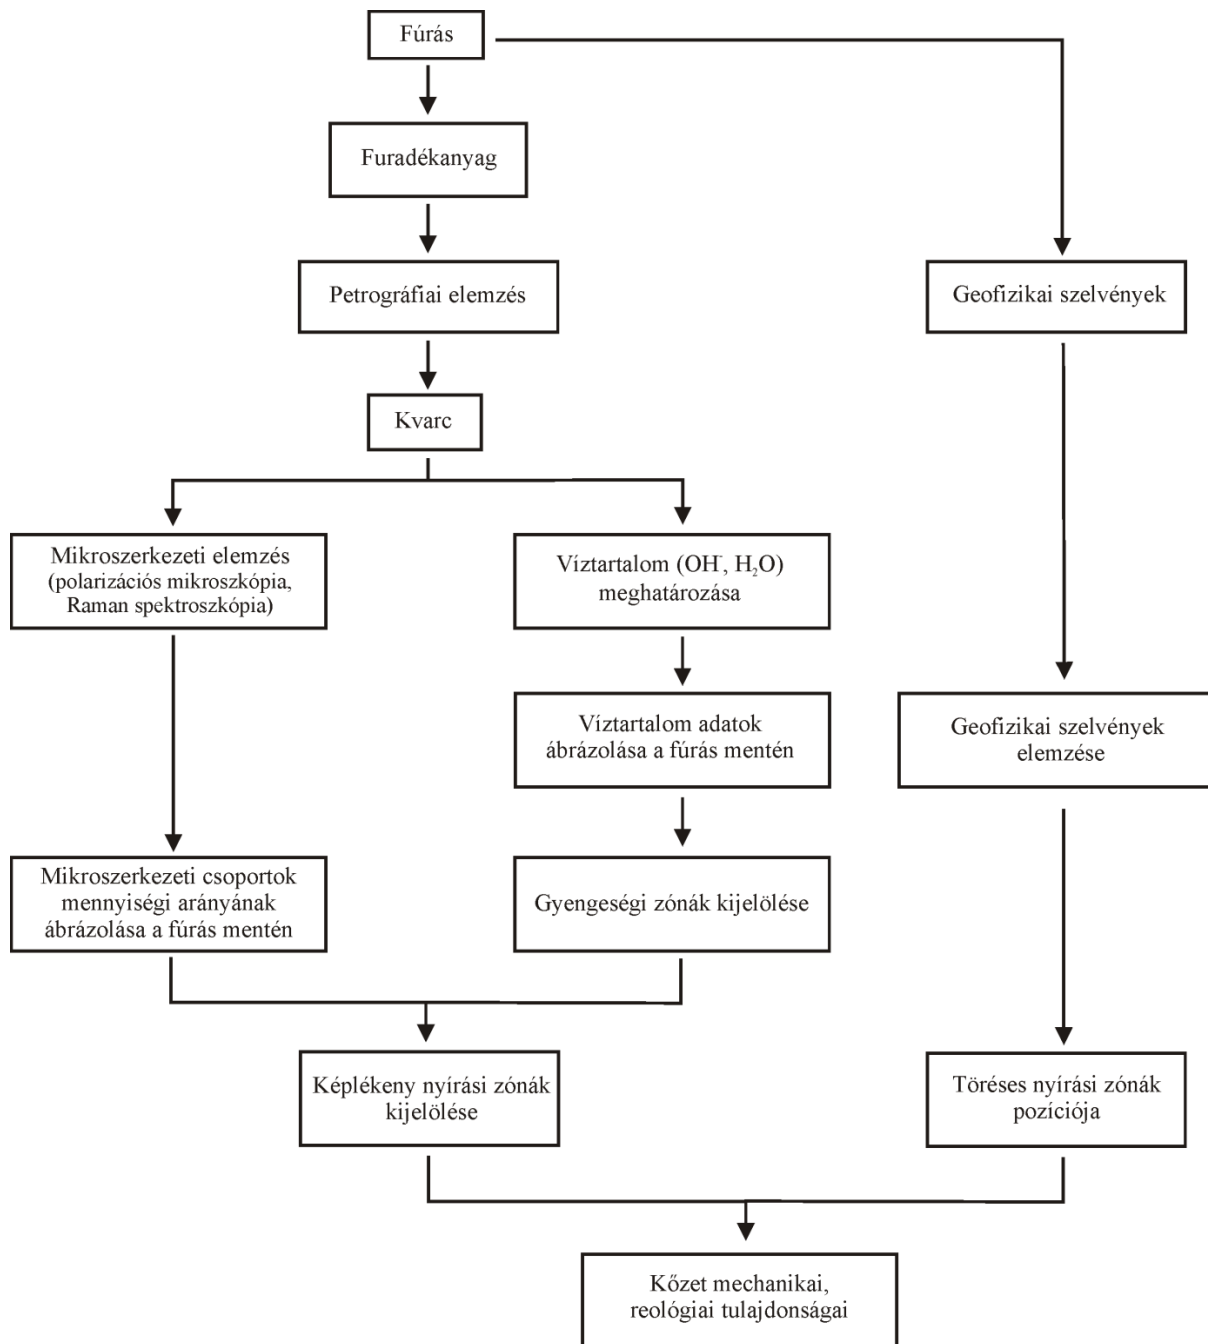 Fúrás
Furadékanyag
Petrográfiai elemzés
Geofizikai szelvények
Kvarc
Mikroszerkezeti elemzés
(polarizációs mikroszkópia,
Raman spektroszkópia)
Víztartalom (OH⁻, H₂O)
meghatározása
Víztartalom adatok
ábrázolása a fúrás mentén
Geofizikai szelvények
elemzése
Mikroszerkezeti csoportok
mennyiségi arányának
ábrázolása a fúrás mentén
Gyengeségi zónák kijelölése
Képlékeny nyírási zónák
kijelölése
Töréses nyírási zónák
pozíciója
Kőzet mechanikai,
reológiai tulajdonságai